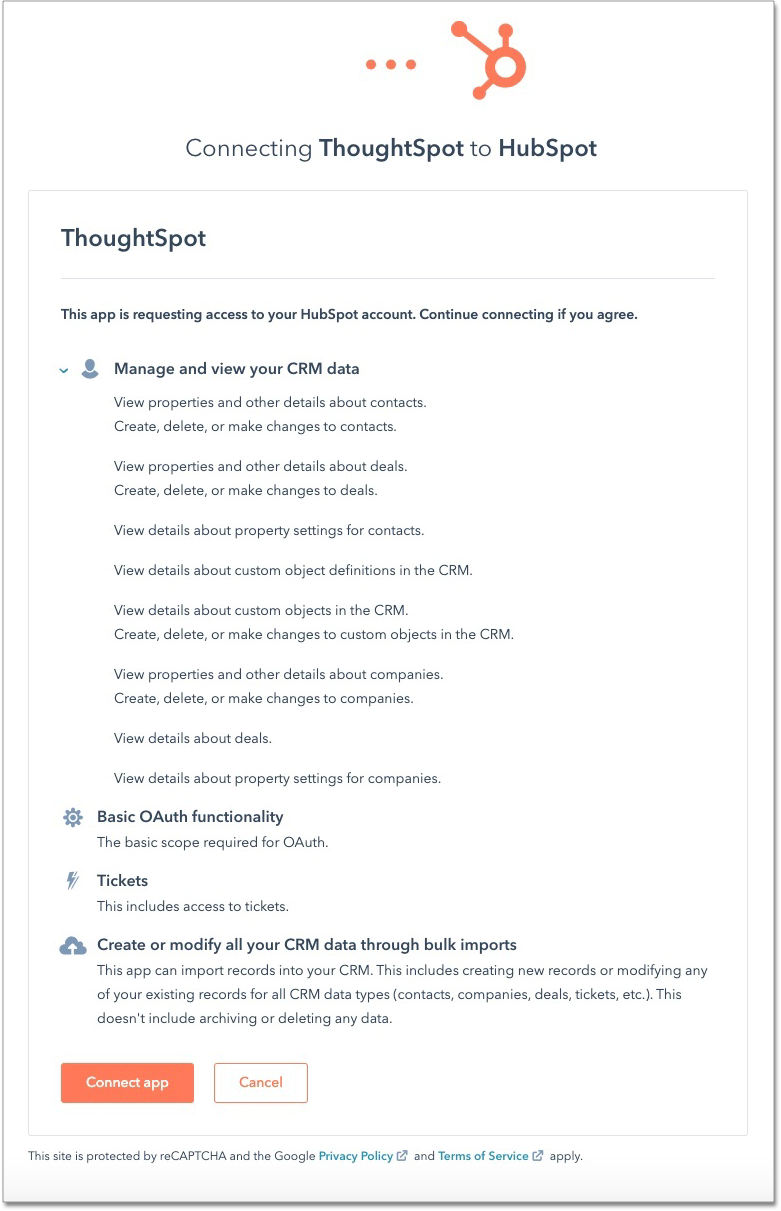 Connecting ThoughtSpot to HubSpot
ThoughtSpot
This app is requesting access to your HubSpot account. Continue connecting if you agree.
Manage and view your CRM data
View properties and other details about contacts.
Create, delete, or make changes to contacts.
View properties and other details about deals.
Create, delete, or make changes to deals.
View details about property settings for contacts.
View details about custom object definitions in the CRM.
View details about custom objects in the CRM.
Create, delete, or make changes to custom objects in the CRM.
View properties and other details about companies.
Create, delete, or make changes to companies.
View details about deals.
View details about property settings for companies.
Basic OAuth functionality
The basic scope required for OAuth.
Tickets
This includes access to tickets.
Create or modify all your CRM data through bulk imports
This app can import records into your CRM. This includes creating new records or modifying any
of your existing records for all CRM data types (contacts, companies, deals, tickets, etc.). This
doesn't include archiving or deleting any data.
Connect app Cancel
This site is protected by reCAPTCHA and the Google Privacy Policy and Terms of Service apply.